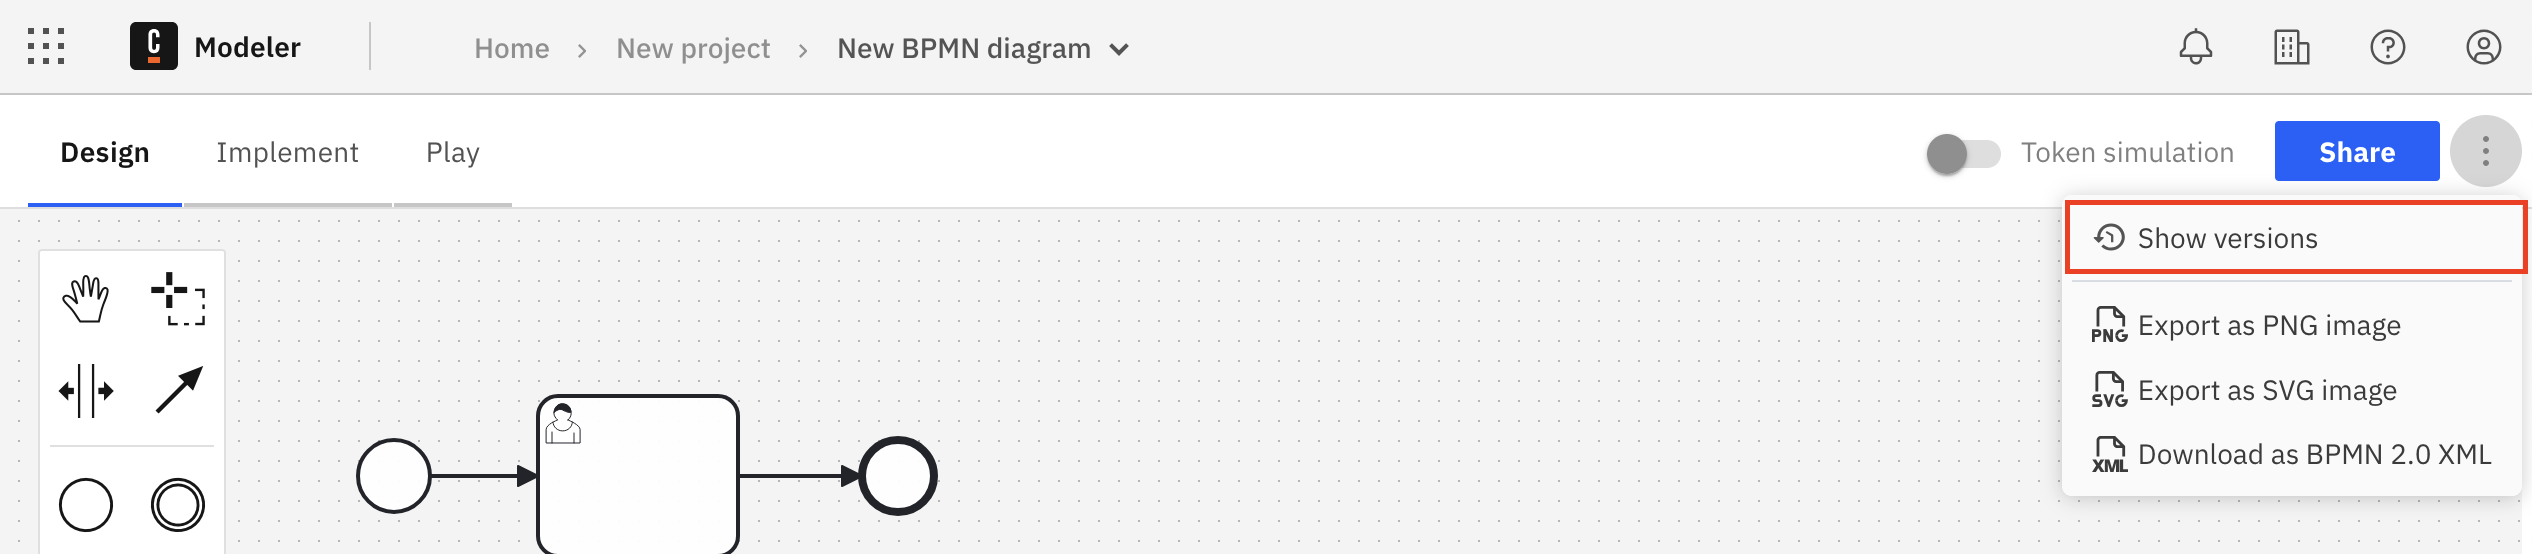 C Modeler Home > New project > New BPMN diagram
Design Implement Play Token simulation Share
Show versions
PNG Export as PNG image
SVG Export as SVG image
XML Download as BPMN 2.0 XML